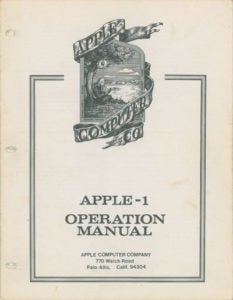 APPLE
COMPUTER
CO
APPLE-1
OPERATION
MANUAL
APPLE COMPUTER COMPANY
770 Welch Road
Palo Alto, Calif. 94304